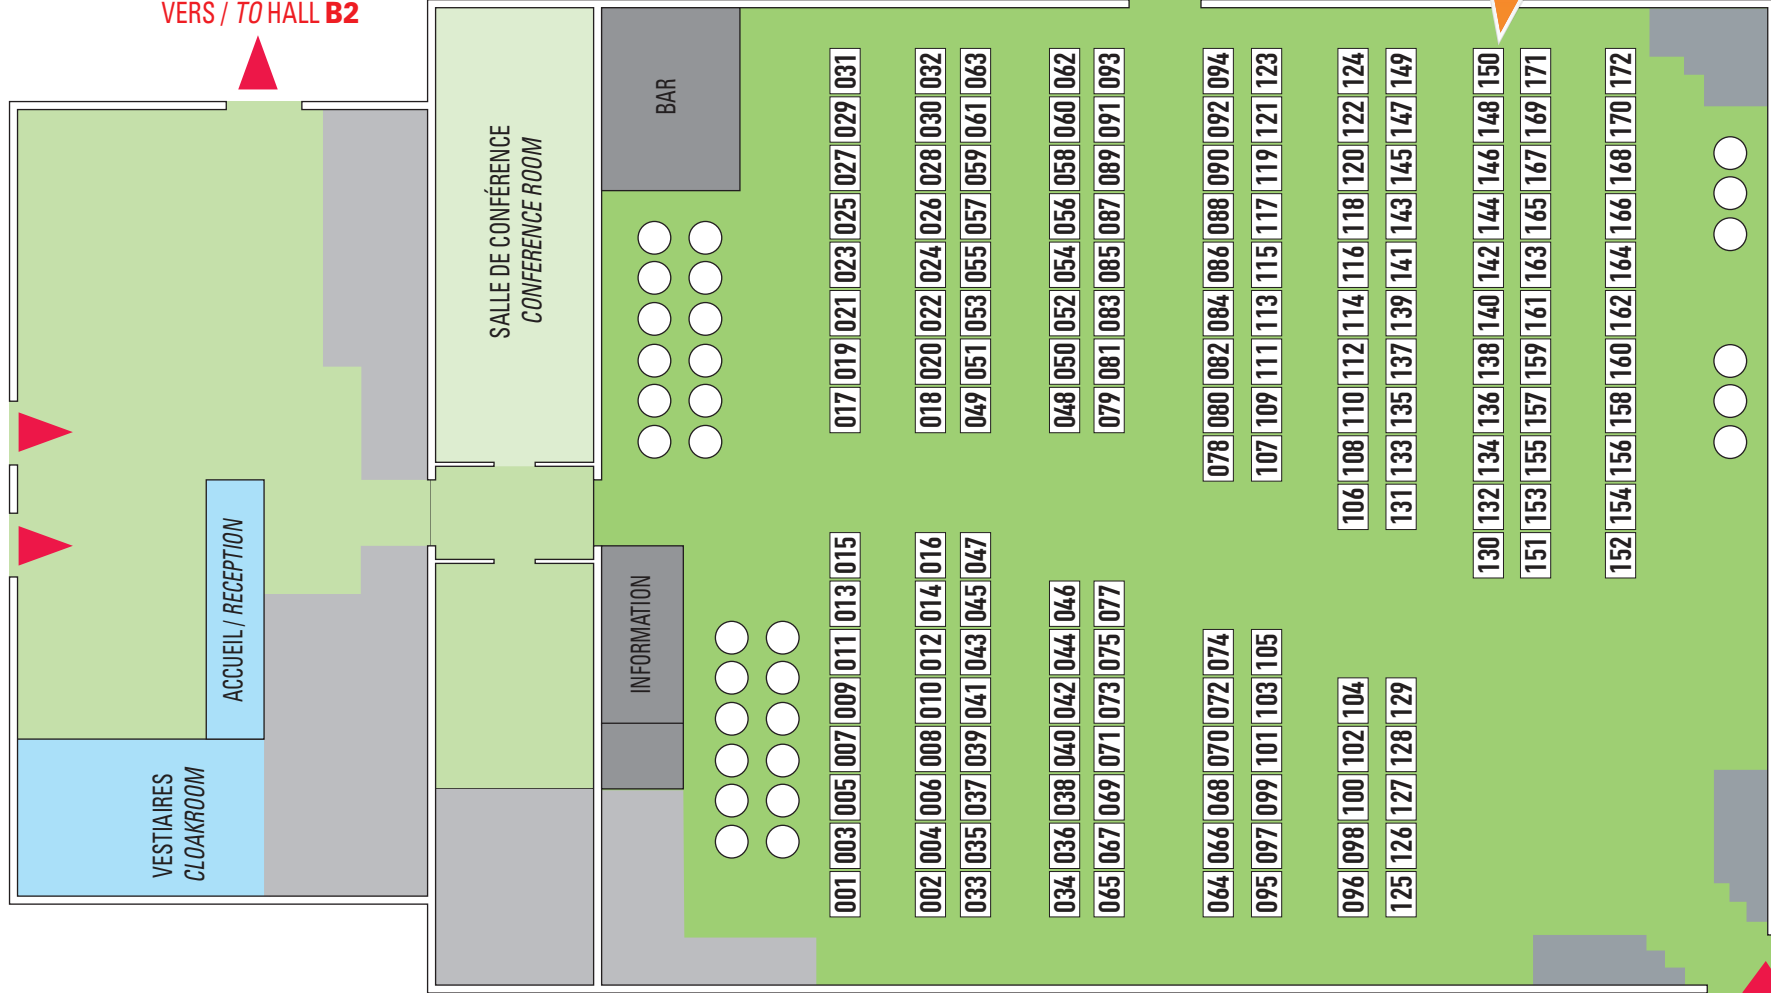 VERS / TO HALL B2
SALLE DE CONFÉRENCE
CONFERENCE ROOM
BAR
ACCUEIL / RECEPTION
VESTIAIRES
CLOAKROOM
INFORMATION
031 032 063 062 093 094 123 124 149 150 171 172
029 030 061 060 091 092 121 122 147 148 169 170
027 028 059 058 089 090 119 120 145 146 167 168
025 026 057 056 087 088 117 118 143 144 165 166
023 024 055 054 085 086 115 116 141 142 163 164
021 022 053 052 083 084 113 114 139 140 161 162
019 020 051 050 081 082 111 112 137 138 159 160
017 018 049 048 079 080 109 110 135 136 157 158
078 107 108 133 134 155 156
106 131 132 153 154
015 016 047 130 151 152
013 014 045 046 077
011 012 043 044 075 074 105
009 010 041 042 073 072 103 104 129
007 008 039 040 071 070 101 102 128
005 006 037 038 069 068 099 100 127
003 004 035 036 067 066 097 098 126
001 002 033 034 065 064 095 096 125